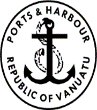 PORTS & HARBOUR
REPUBLIC OF VANUATU